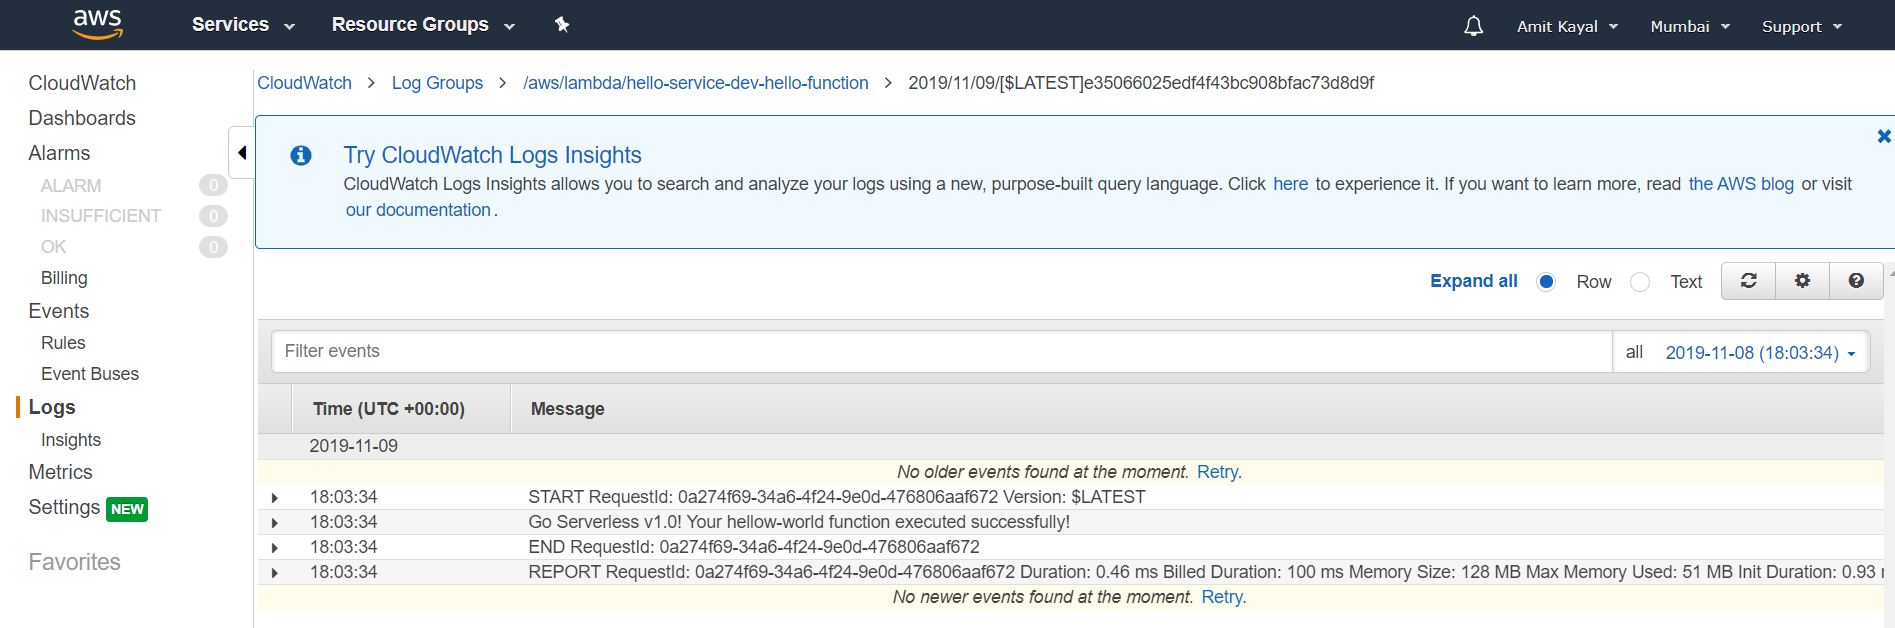 aws Services Resource Groups Amit Kayal Mumbai Support
CloudWatch
Dashboards
Alarms
ALARM 0
INSUFFICIENT 0
OK 0
Billing
Events
Rules
Event Buses
Logs
Insights
Metrics
Settings NEW
Favorites
CloudWatch > Log Groups > /aws/lambda/hello-service-dev-hello-function > 2019/11/09/[$LATEST]e35066025edf4f43bc908bfac73d8d9f
Try CloudWatch Logs Insights
CloudWatch Logs Insights allows you to search and analyze your logs using a new, purpose-built query language. Click here to experience it. If you want to learn more, read the AWS blog or visit
our documentation.
Expand all Row Text
Filter events all 2019-11-08 (18:03:34)
Time (UTC +00:00) Message
2019-11-09
No older events found at the moment. Retry.
18:03:34 START RequestId: 0a274f69-34a6-4f24-9e0d-476806aaf672 Version: $LATEST
18:03:34 Go Serverless v1.0! Your hellow-world function executed successfully!
18:03:34 END RequestId: 0a274f69-34a6-4f24-9e0d-476806aaf672
18:03:34 REPORT RequestId: 0a274f69-34a6-4f24-9e0d-476806aaf672 Duration: 0.46 ms Billed Duration: 100 ms Memory Size: 128 MB Max Memory Used: 51 MB Init Duration: 0.93
No newer events found at the moment. Retry.